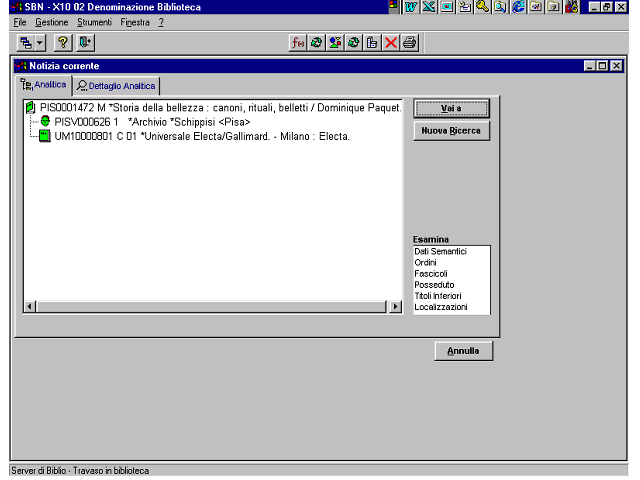 SBN - X10 02 Denominazione Biblioteca
File Gestione Strumenti Finestra ?
Notizia corrente
Analitica Dettaglio Analitica
PIS0001472 M *Storia della bellezza : canoni, rituali, belletti / Dominique Paquet.
PISV000626 1 *Archivio *Schippisi <Pisa>
UM10000801 C 01 *Universale Electa/Gallimard. - Milano : Electa.
Vai a
Nuova Ricerca
Esamina
Dati Semantici
Ordini
Fascicoli
Posseduto
Titoli Inferiori
Localizzazioni
Annulla
Server di Biblio - Travaso in biblioteca